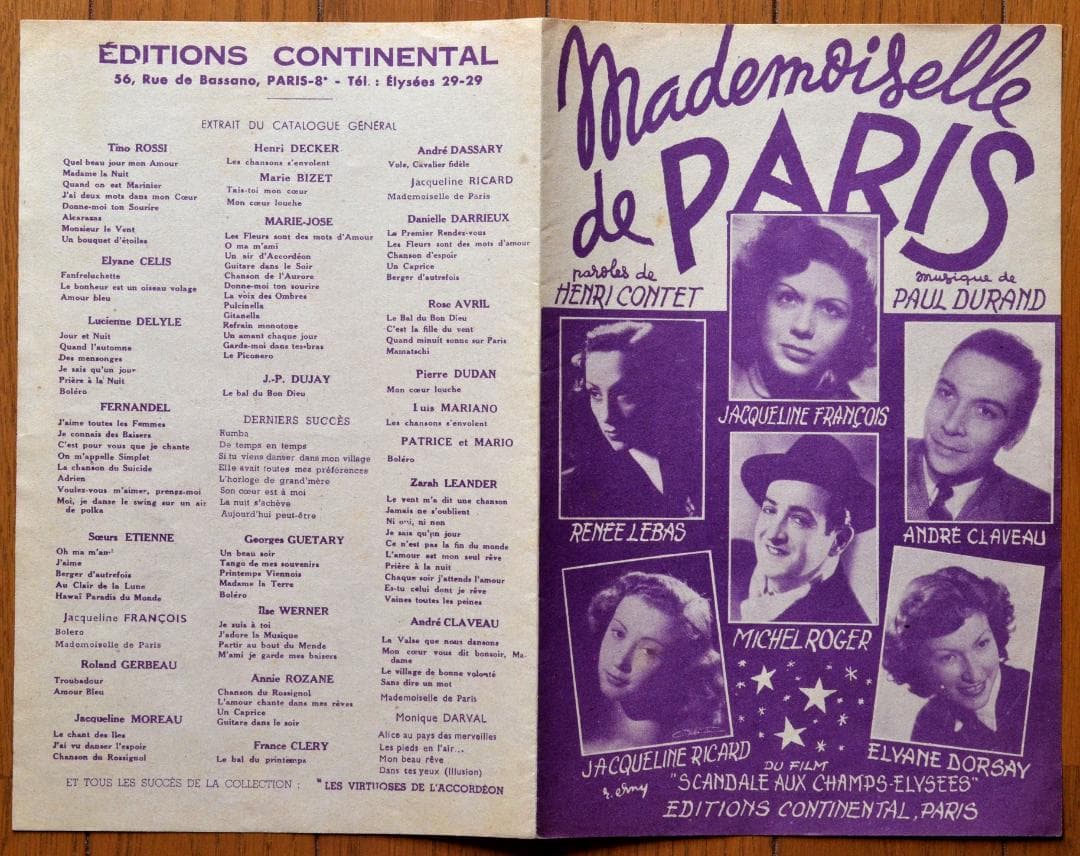 ÉDITIONS CONTINENTAL
56, Rue de Bassano, PARIS-8e - Tél. : Élysées 29-29
EXTRAIT DU CATALOGUE GÉNÉRAL
Tino ROSSI
Quel beau jour mon Amour
Madame la Nuit
Quand on est Marinier
J'ai deux mots dans mon Cœur
Donne-moi ton Sourire
Alcarazas
Monsieur le Vent
Un bouquet d'étoiles
Elyane CELIS
Fanfreluchette
Le bonheur est un oiseau volage
Amour bleu
Lucienne DELYLE
Jour et Nuit
Quand l'automne
Des mensonges
Je sais qu'un jour
Prière à la Nuit
Boléro
FERNANDEL
J'aime toutes les Femmes
Je connais des Baisers
C'est pour vous que je chante
On m'appelle Simplet
La chanson du Suicide
Adrien
Voulez-vous m'aimer, prenez-moi
Moi, je danse le swing sur un air
de polka
Sœurs ETIENNE
Oh ma m'an
J'aime
Berger d'autrefois
Au Clair de la Lune
Hawaï Paradis du Monde
Jacqueline FRANÇOIS
Bolero
Mademoiselle de Paris
Roland GERBEAU
Troubadour
Amour Bleu
Jacqueline MOREAU
Le chant des Iles
J'ai vu danser l'espoir
Chanson du Rossignol
Henri DECKER
Les chansons s'envolent
Marie BIZET
Tais-toi mon cœur
Mon cœur louche
MARIE-JOSE
Les Fleurs sont des mots d'Amour
O ma m'ami
Un air d'Accordéon
Guitare dans le Soir
Chanson de l'Aurore
Donne-moi ton sourire
La voix des Ombres
Pulcinella
Gitanella
Refrain monotone
Un amant chaque jour
Garde-moi dans tes-bras
Le Piconero
J.-P. DUJAY
Le bal du Bon Dieu
DERNIERS SUCCÈS
Rumba
De temps en temps
Si tu viens danser dans mon village
Elle avait toutes mes préférences
L'horloge de grand'mère
Son cœur est à moi
La nuit s'achève
Aujourd'hui peut-être
Georges GUETARY
Un beau soir
Tango de mes souvenirs
Printemps Viennois
Madame la Terre
Boléro
Ilse WERNER
Je suis à toi
J'adore la Musique
Partir au bout du Monde
M'ami je garde mes baisers
Annie ROZANE
Chanson du Rossignol
L'amour chante dans mes rêves
Un Caprice
Guitare dans le soir
France CLERY
Le bal du printemps
André DASSARY
Vole, Cavalier fidèle
Jacqueline RICARD
Mademoiselle de Paris
Danielle DARRIEUX
La Premier Rendez-vous
Les Fleurs sont des mots d'amour
Chanson d'espoir
Un Caprice
Berger d'autrefois
Rose AVRIL
Le Bal du Bon Dieu
C'est la fille du vent
Quand minuit sonne sur Paris
Mamatschi
Pierre DUDAN
Mon cœur louche
Luis MARIANO
Les chansons s'envolent
PATRICE et MARIO
Boléro
Zarah LEANDER
Le vent m'a dit une chanson
Jamais ne s'oublient
Ni oui, ni non
Je sais qu'un jour
Ce n'est pas la fin du monde
L'amour est mon seul rêve
Prière à la nuit
Chaque soir j'attends l'amour
Es-tu celui dont je rêve
Vaines toutes les peines
André CLAVEAU
La Valse que nous dansons
Mon cœur vous dit bonsoir, Ma-
dame
Le village de bonne volonté
Sans dire un mot
Mademoiselle de Paris
Monique DARVAL
Alice au pays des merveilles
Les pieds en l'air...
Mon beau rêve
Dans tes yeux (Illusion)
ET TOUS LES SUCCÈS DE LA COLLECTION : "LES VIRTUOSES DE L'ACCORDÉON
Mademoiselle
de PARIS
paroles de
HENRI CONTET
musique de
PAUL DURAND
JACQUELINE FRANÇOIS
RENÉE LEBAS
ANDRÉ CLAVEAU
MICHEL ROGER
JACQUELINE RICARD
ELYANE DORSAY
DU FILM
"SCANDALE AUX CHAMPS-ELYSÉES"
EDITIONS CONTINENTAL, PARIS